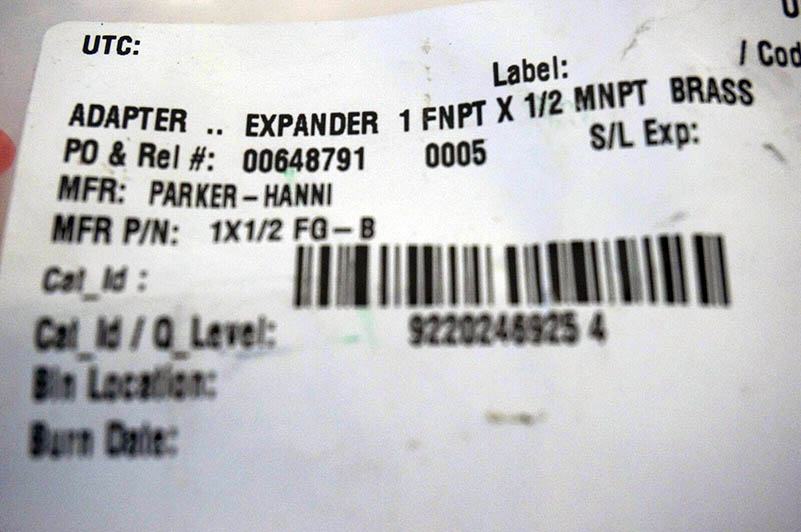 UTC:
Label:
ADAPTER .. EXPANDER 1 FNPT X 1/2 MNPT BRASS
PO & Rel #: 00648791 0005 S/L Exp:
MFR: PARKER-HANNI
MFR P/N: 1X1/2 FG-B
Cat_Id :
Cat_Id / Q_Level: 9220246925 4
Bin Location:
Burn Date: